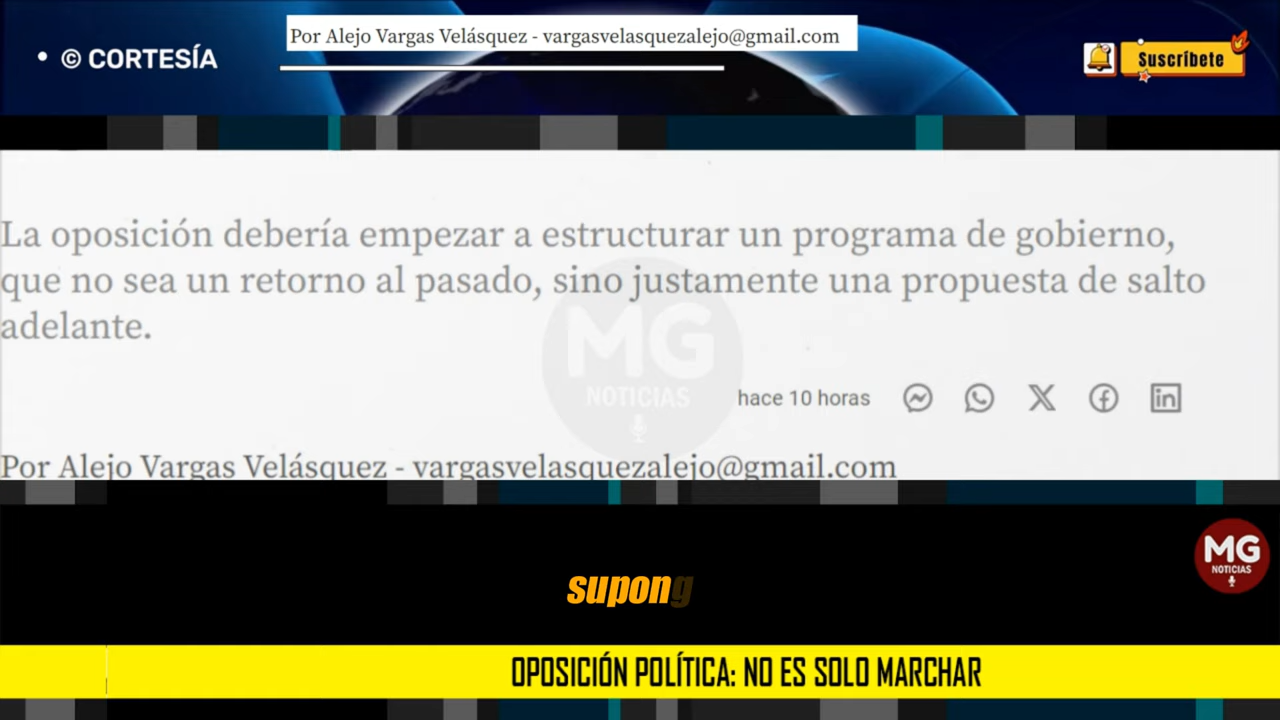 Por Alejo Vargas Velásquez - vargasvelasquezalejo@gmail.com
• © CORTESÍA
Suscríbete
La oposición debería empezar a estructurar un programa de gobierno,
que no sea un retorno al pasado, sino justamente una propuesta de salto
adelante.
MG
NOTICIAS
hace 10 horas
Por Alejo Vargas Velásquez - vargasvelasquezalejo@gmail.com
MG
NOTICIAS
supong
OPOSICIÓN POLÍTICA: NO ES SOLO MARCHAR